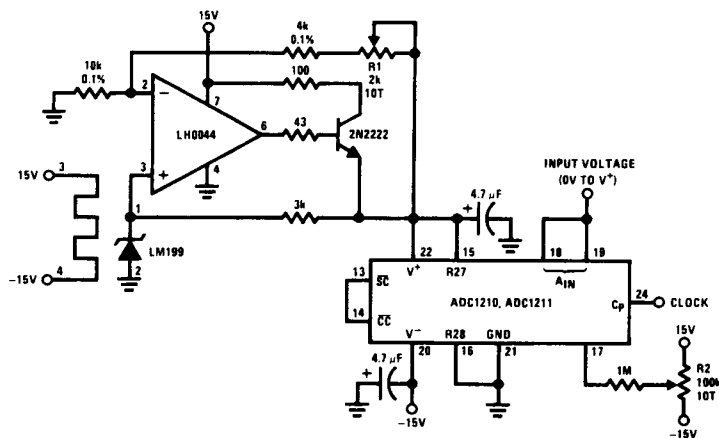 15V
4k
0.1%
10k
0.1%
100
R1
2k
10T
2
−
7
LH0044
6
43
2N2222
3
+
4
15V
3
1
3k
4.7 µF
+
INPUT VOLTAGE
(0V TO V+)
LM199
−15V
4
2
22
15
18
19
13
SC
V+
R27
AIN
24
CLOCK
ADC1210, ADC1211
CP
14
CC
V−
R28
GND
15V
4.7 µF
+
20
16
21
17
1M
R2
100k
10T
−15V
−15V